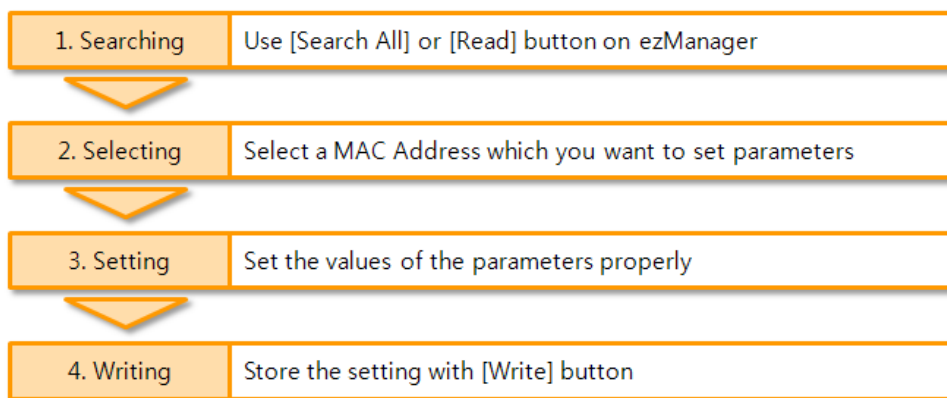 1. Searching Use [Search All] or [Read] button on ezManager
2. Selecting Select a MAC Address which you want to set parameters
3. Setting Set the values of the parameters properly
4. Writing Store the setting with [Write] button